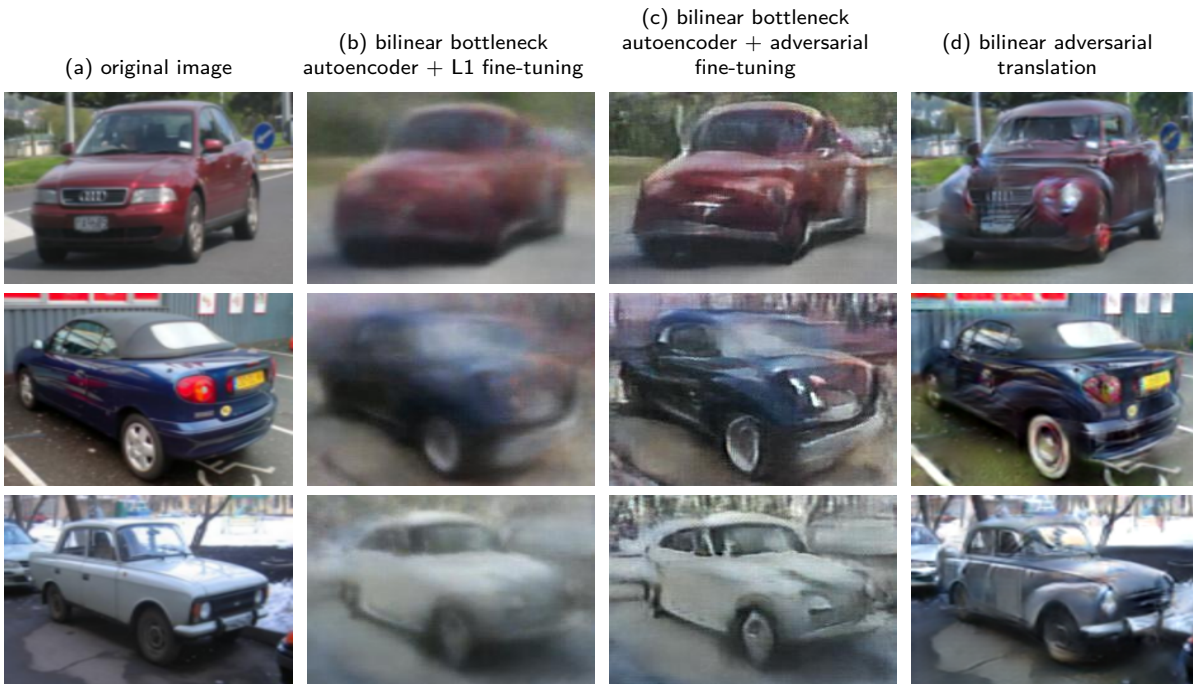 (a) original image
(b) bilinear bottleneck
autoencoder + L1 fine-tuning
(c) bilinear bottleneck
autoencoder + adversarial
fine-tuning
(d) bilinear adversarial
translation